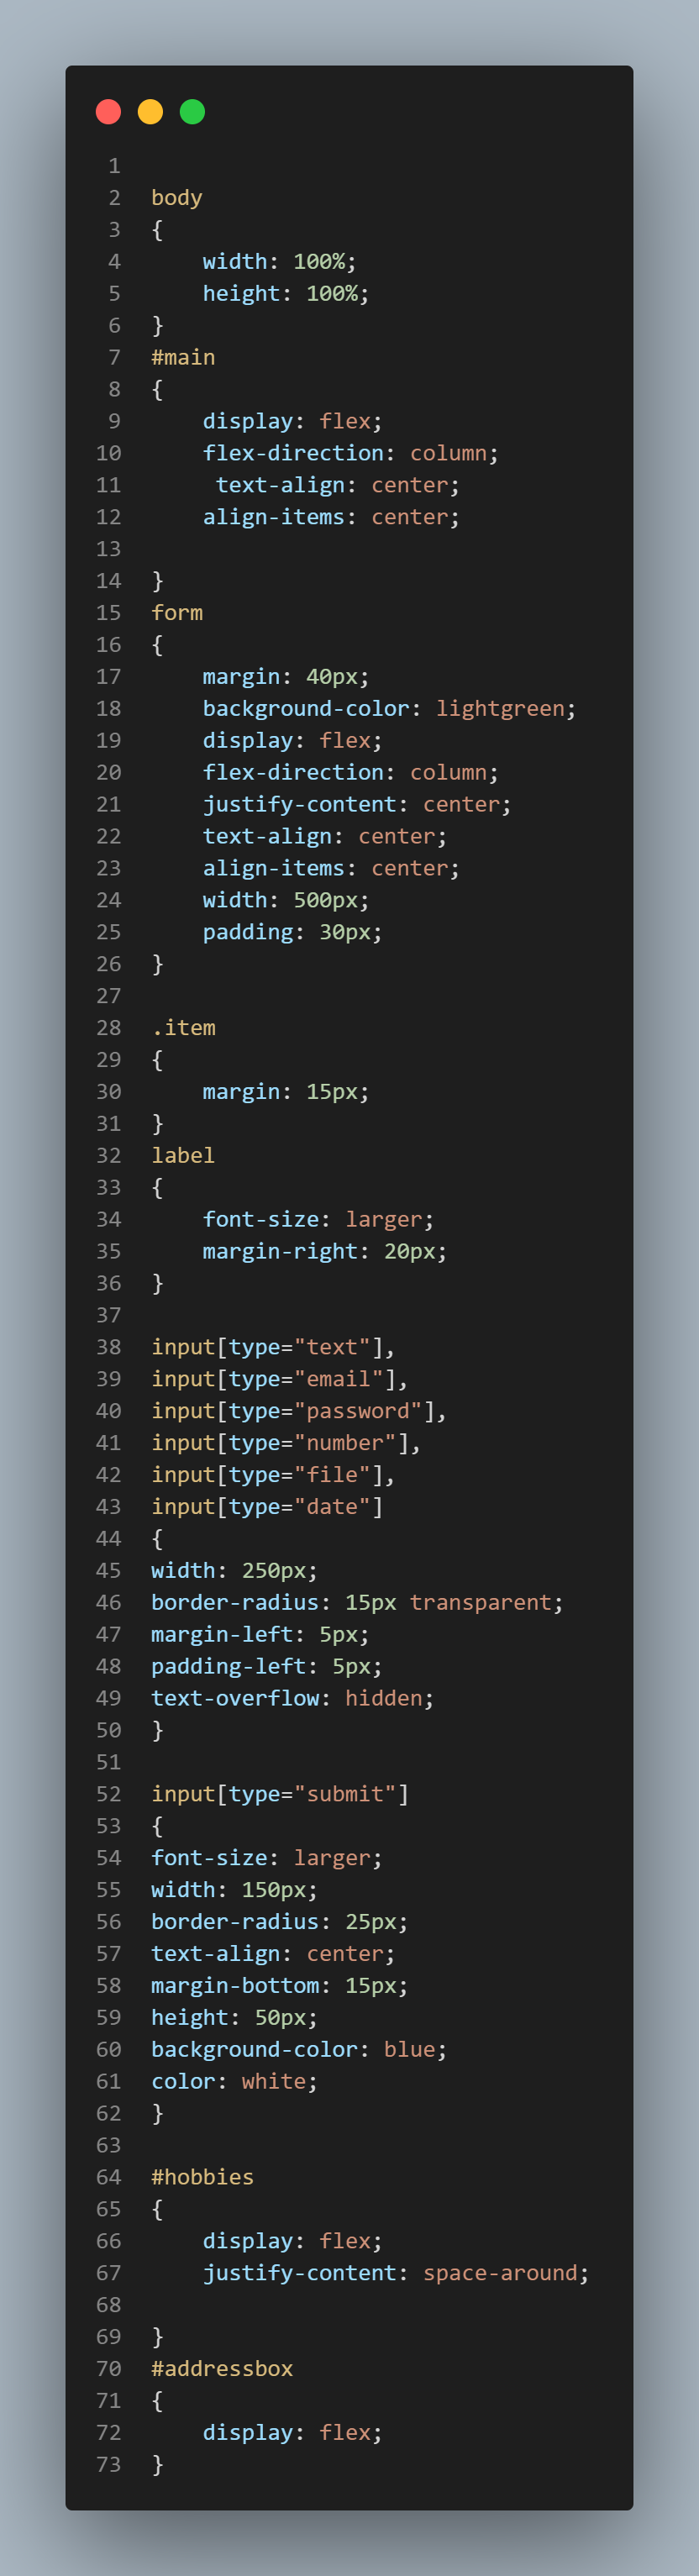 1
2 body
3 {
4     width: 100%;
5     height: 100%;
6 }
7 #main
8 {
9     display: flex;
10     flex-direction: column;
11      text-align: center;
12     align-items: center;
13
14 }
15 form
16 {
17     margin: 40px;
18     background-color: lightgreen;
19     display: flex;
20     flex-direction: column;
21     justify-content: center;
22     text-align: center;
23     align-items: center;
24     width: 500px;
25     padding: 30px;
26 }
27
28 .item
29 {
30     margin: 15px;
31 }
32 label
33 {
34     font-size: larger;
35     margin-right: 20px;
36 }
37
38 input[type="text"],
39 input[type="email"],
40 input[type="password"],
41 input[type="number"],
42 input[type="file"],
43 input[type="date"]
44 {
45 width: 250px;
46 border-radius: 15px transparent;
47 margin-left: 5px;
48 padding-left: 5px;
49 text-overflow: hidden;
50 }
51
52 input[type="submit"]
53 {
54 font-size: larger;
55 width: 150px;
56 border-radius: 25px;
57 text-align: center;
58 margin-bottom: 15px;
59 height: 50px;
60 background-color: blue;
61 color: white;
62 }
63
64 #hobbies
65 {
66     display: flex;
67     justify-content: space-around;
68
69 }
70 #addressbox
71 {
72     display: flex;
73 }